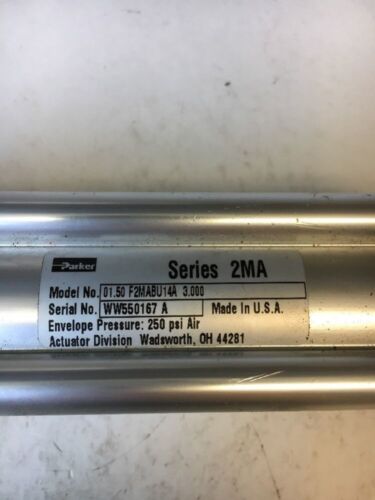 Parker Series 2MA
Model No. 01.50 F2MABU14A 3.000
Serial No. WW550167 A Made in U.S.A.
Envelope Pressure: 250 psi Air
Actuator Division Wadsworth, OH 44281